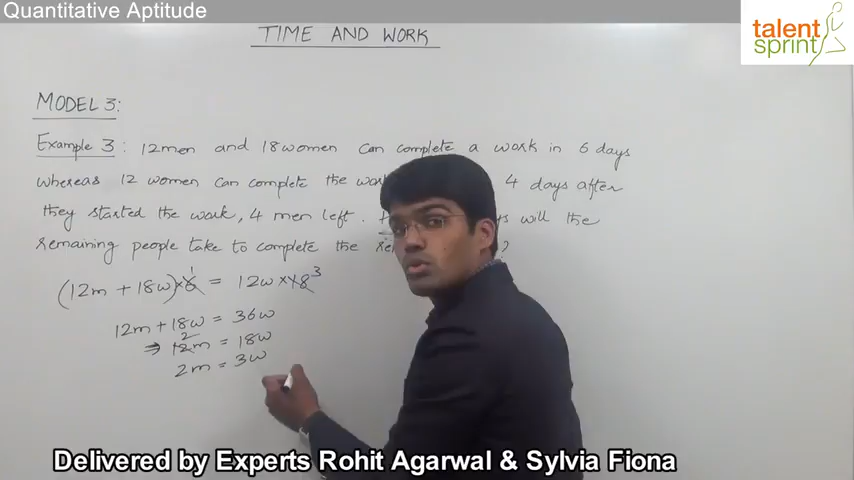 Quantitative Aptitude
talent
sprint
TIME AND WORK
MODEL 3:
Example 3 : 12men and 18women can complete a work in 6 days
whereas 12 women can complete the 4 days after
they started the work, 4 men left. will the
remaining people take to complete the ?
(12m + 18w)×6 1 = 12w×18 3
12m + 18w = 36w
⇒ 12m 2 = 18w
2m = 3w
Delivered by Experts Rohit Agarwal & Sylvia Fiona